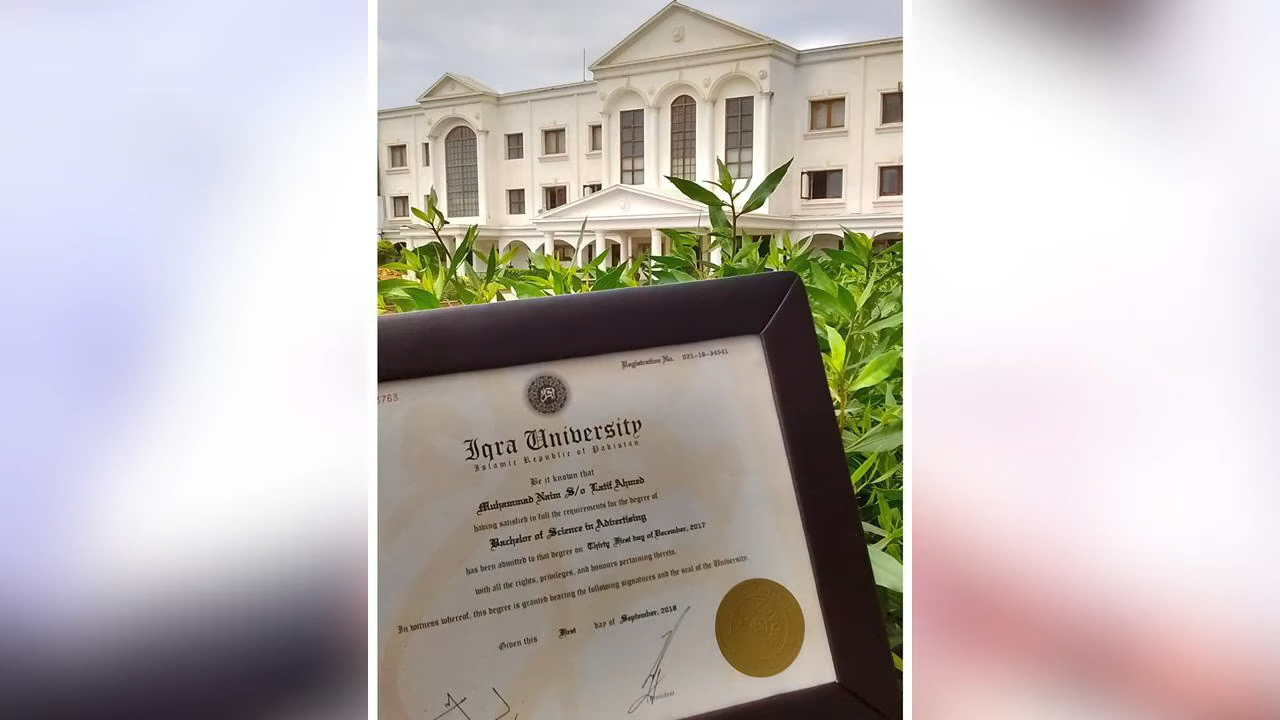 Registration No. D21-16-34541
3763
Iqra University
Islamic Republic of Pakistan
Be it known that
Muhammad Naim S/o Latif Ahmed
having satisfied in full the requirements for the degree of
Bachelor of Science in Advertising
has been admitted to that degree on Thirty First day of December, 2017
with all the rights, privileges, and honours pertaining thereto.
In witness whereof, this degree is granted bearing the following signatures and the seal of the University.
Given this First day of September, 2018
President